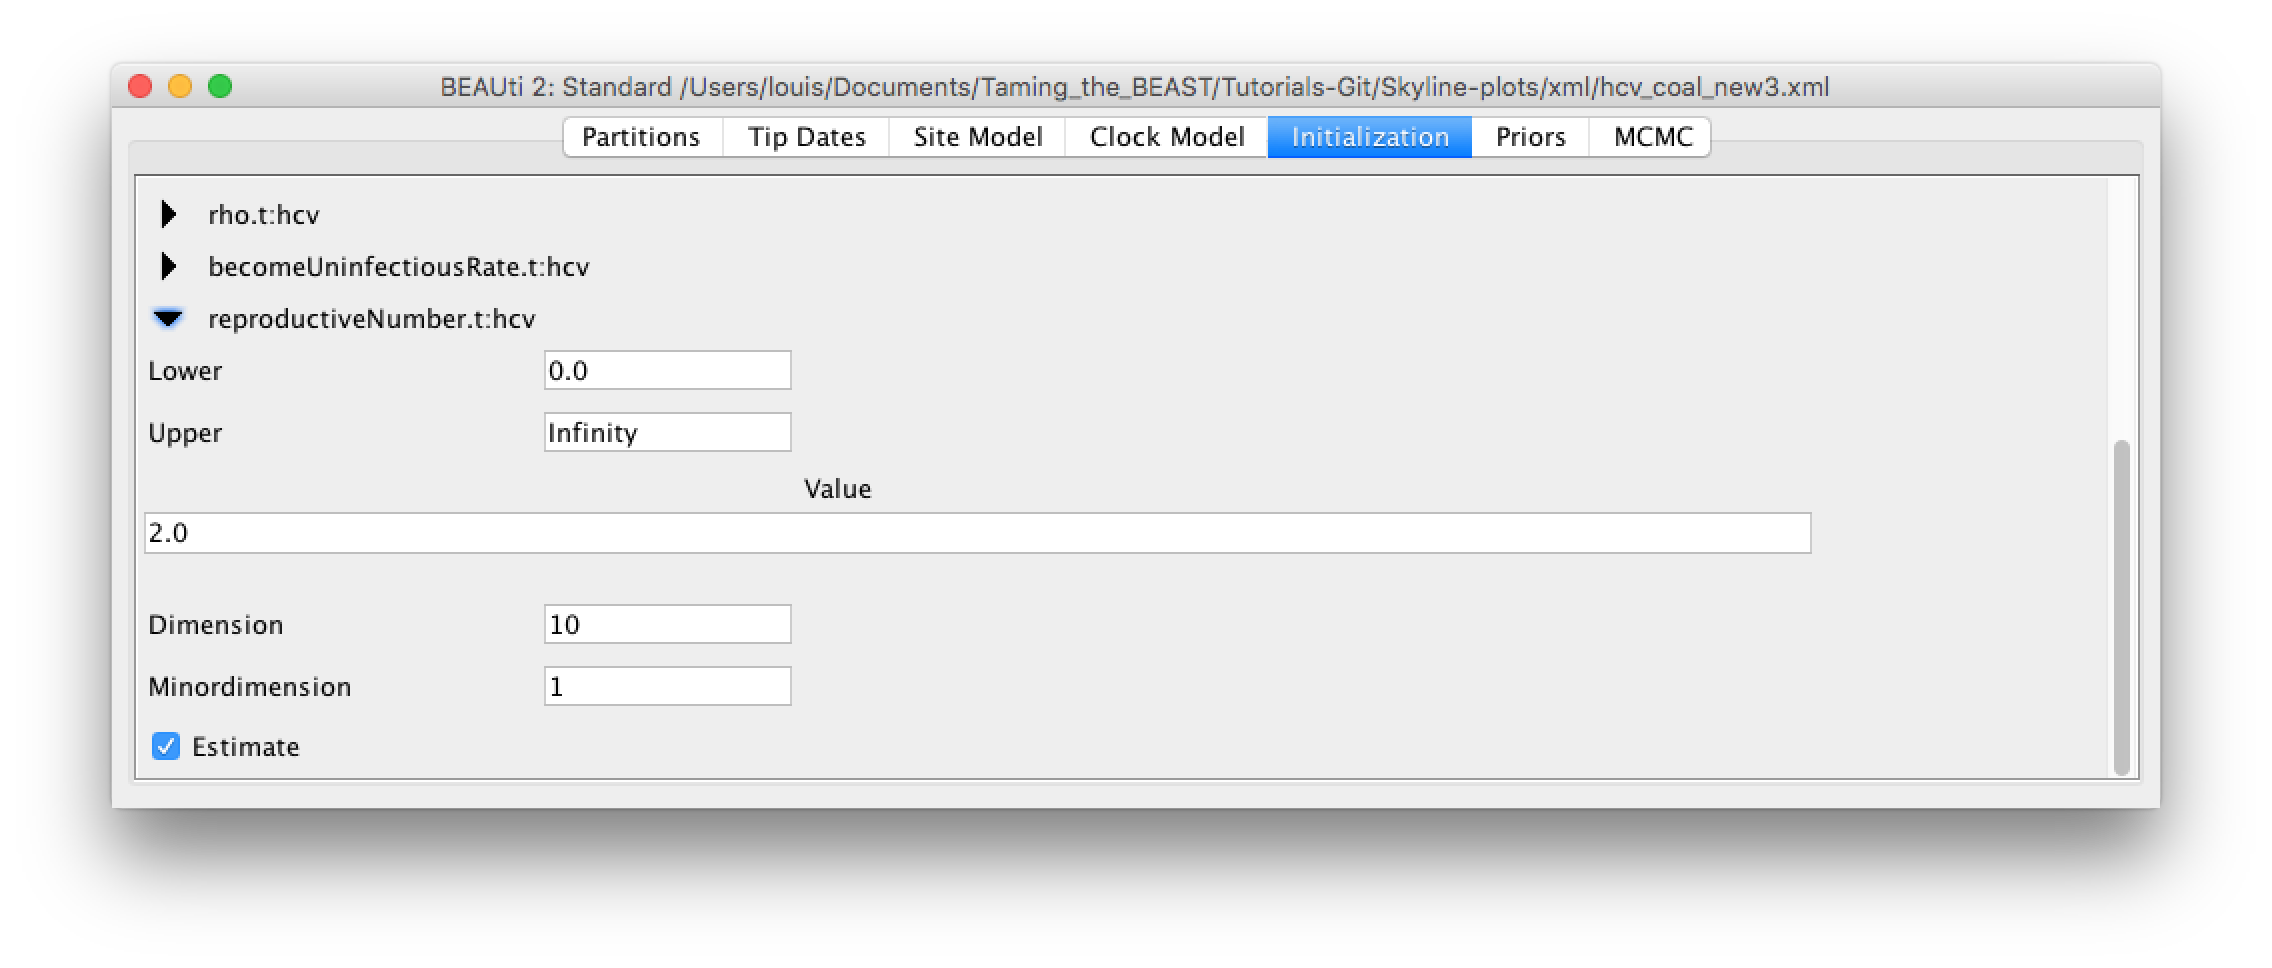 BEAUti 2: Standard /Users/louis/Documents/Taming_the_BEAST/Tutorials-Git/Skyline-plots/xml/hcv_coal_new3.xml
Partitions Tip Dates Site Model Clock Model Initialization Priors MCMC
rho.t:hcv
becomeUninfectiousRate.t:hcv
reproductiveNumber.t:hcv
Lower 0.0
Upper Infinity
Value
2.0
Dimension 10
Minordimension 1
Estimate